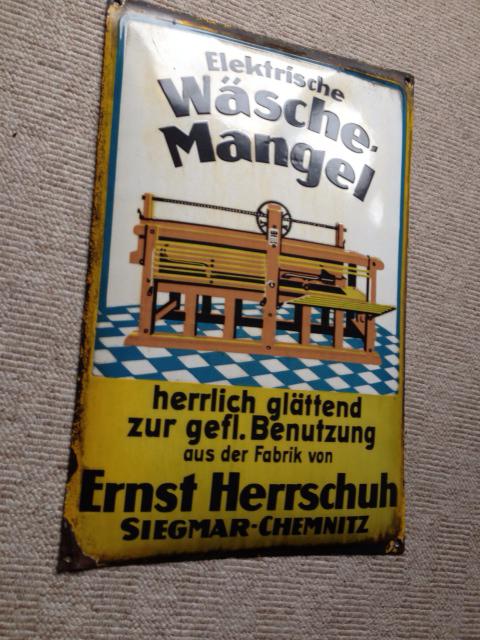 Elektrische
Wäsche-
Mangel
herrlich glättend
zur gefl. Benutzung
aus der Fabrik von
Ernst Herrschuh
SIEGMAR-CHEMNITZ